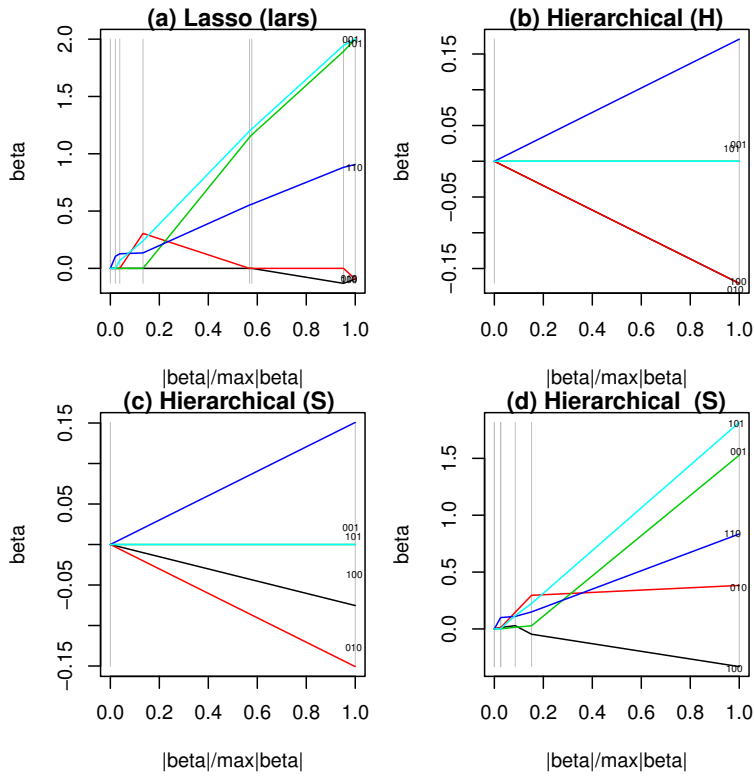 (a) Lasso (lars)
beta
2.0
1.5
1.0
0.5
0.0
001
101
110
0.0 0.2 0.4 0.6 0.8 1.0
|beta|/max|beta|
(b) Hierarchical (H)
beta
0.15
0.05
−0.05
−0.15
001
101
100
010
0.0 0.2 0.4 0.6 0.8 1.0
|beta|/max|beta|
(c) Hierarchical (S)
beta
0.15
0.05
−0.05
−0.15
001
101
100
010
0.0 0.2 0.4 0.6 0.8 1.0
|beta|/max|beta|
(d) Hierarchical (S)
beta
1.5
1.0
0.5
0.0
101
001
110
010
100
0.0 0.2 0.4 0.6 0.8 1.0
|beta|/max|beta|